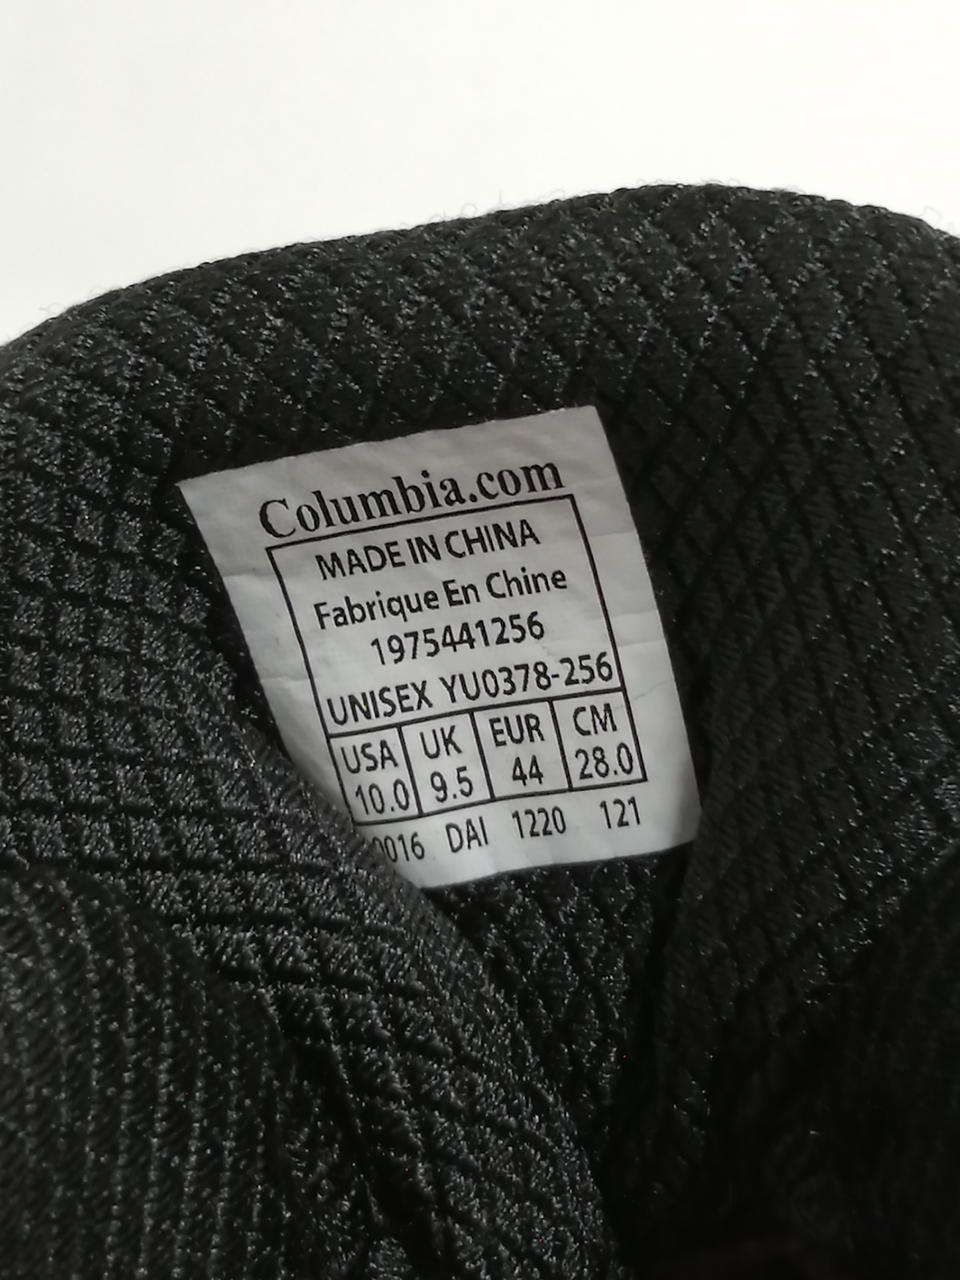 Columbia.com
MADE IN CHINA
Fabrique En Chine
1975441256
UNISEX YU0378-256
USA UK EUR CM
10.0 9.5 44 28.0
DAI 1220 121